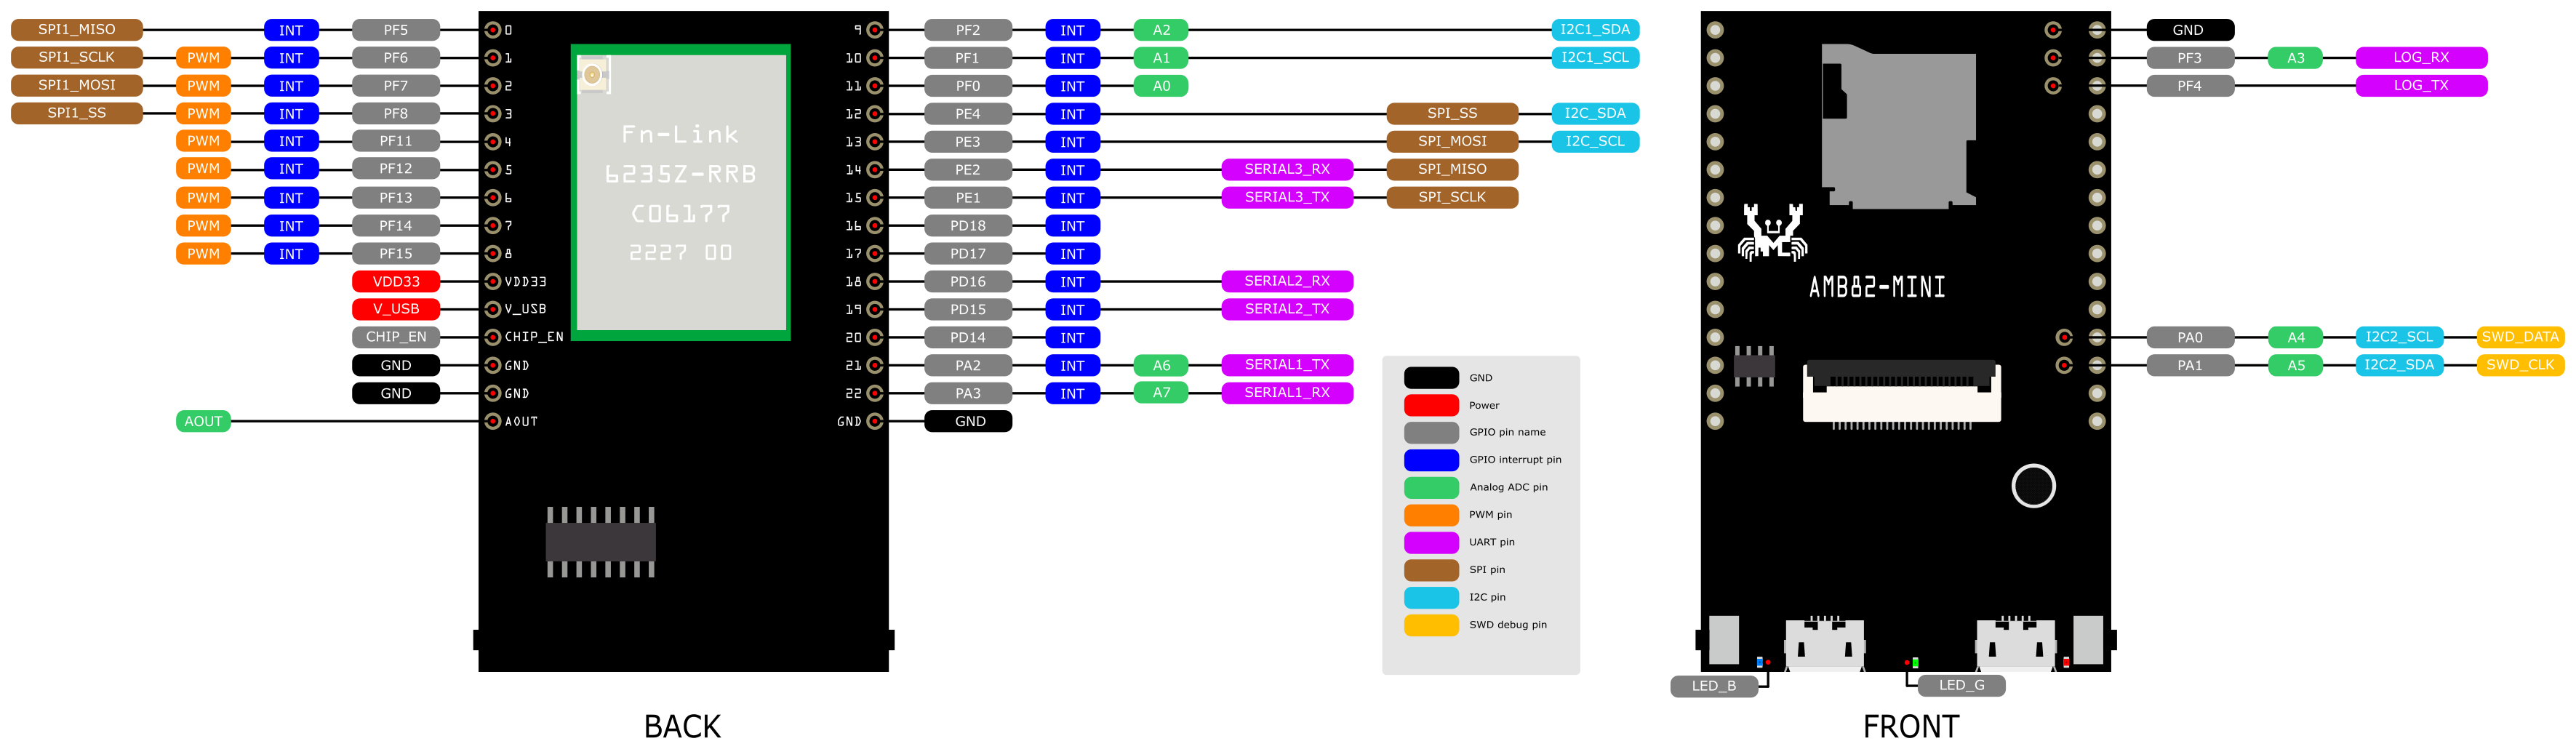 SPI1_MISO INT PF5 0
SPI1_SCLK PWM INT PF6 1
SPI1_MOSI PWM INT PF7 2
SPI1_SS PWM INT PF8 3
PWM INT PF11 4
PWM INT PF12 5
PWM INT PF13 6
PWM INT PF14 7
PWM INT PF15 8
VDD33 VDD33
V_USB V_USB
CHIP_EN CHIP_EN
GND GND
GND GND
AOUT AOUT
Fn-Link
6235Z-RRB
C06177
2227 00
9 PF2 INT A2 I2C1_SDA
10 PF1 INT A1 I2C1_SCL
11 PF0 INT A0
12 PE4 INT SPI_SS I2C_SDA
13 PE3 INT SPI_MOSI I2C_SCL
14 PE2 INT SERIAL3_RX SPI_MISO
15 PE1 INT SERIAL3_TX SPI_SCLK
16 PD18 INT
17 PD17 INT
18 PD16 INT SERIAL2_RX
19 PD15 INT SERIAL2_TX
20 PD14 INT
21 PA2 INT A6 SERIAL1_TX
22 PA3 INT A7 SERIAL1_RX
GND GND
BACK
GND
Power
GPIO pin name
GPIO interrupt pin
Analog ADC pin
PWM pin
UART pin
SPI pin
I2C pin
SWD debug pin
AMB82-MINI
GND
PF3 A3 LOG_RX
PF4 LOG_TX
PA0 A4 I2C2_SCL SWD_DATA
PA1 A5 I2C2_SDA SWD_CLK
LED_B LED_G
FRONT